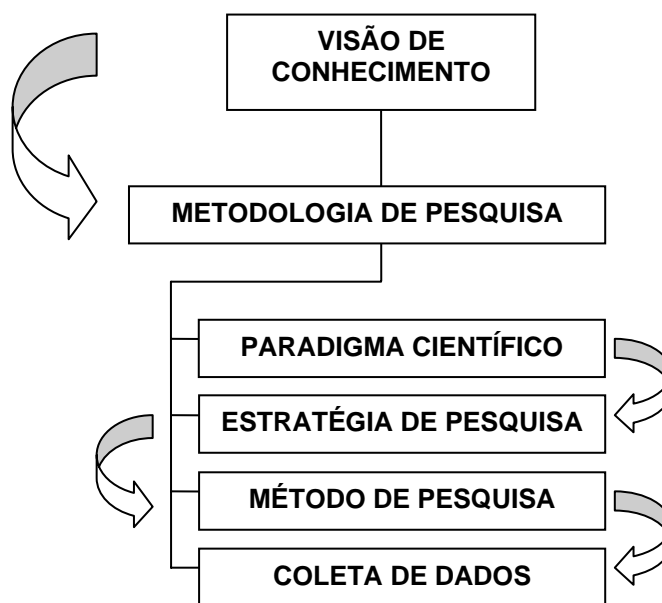 VISÃO DE
CONHECIMENTO
METODOLOGIA DE PESQUISA
PARADIGMA CIENTÍFICO
ESTRATÉGIA DE PESQUISA
MÉTODO DE PESQUISA
COLETA DE DADOS